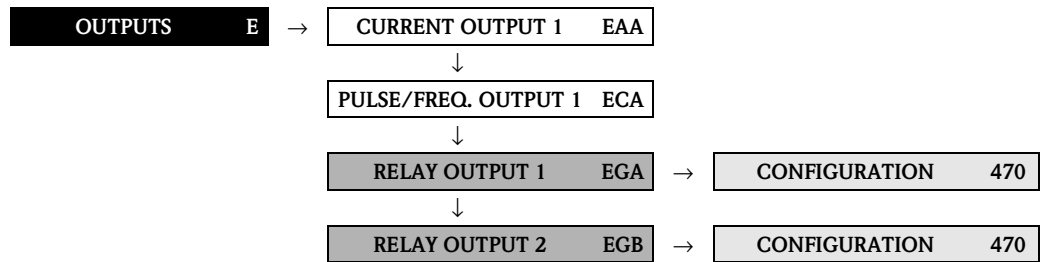 OUTPUTS E → CURRENT OUTPUT 1 EAA
↓
PULSE/FREQ. OUTPUT 1 ECA
↓
RELAY OUTPUT 1 EGA → CONFIGURATION 470
↓
RELAY OUTPUT 2 EGB → CONFIGURATION 470